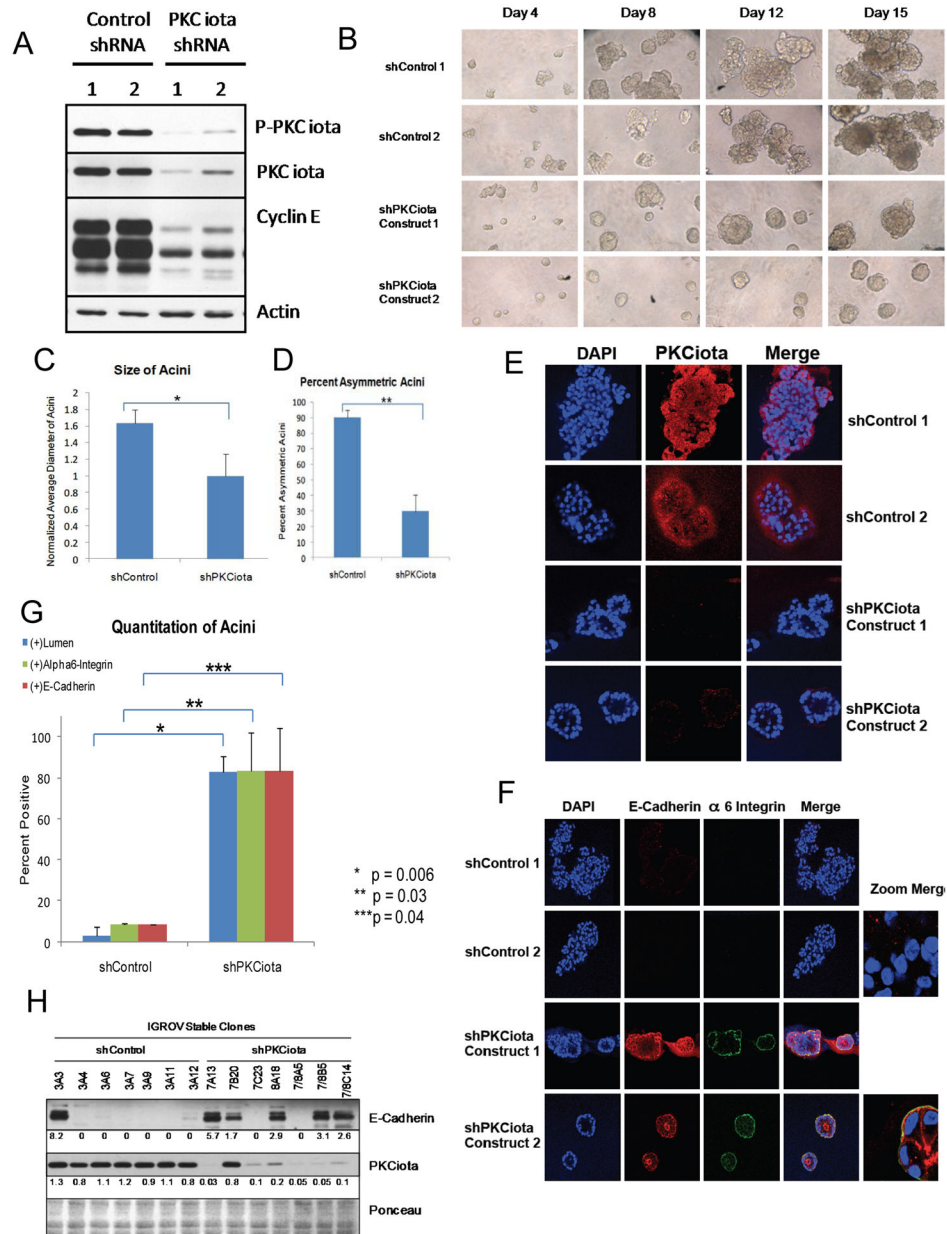 A
Control shRNA
PKC iota shRNA
1 2 1 2
P-PKC iota
PKC iota
Cyclin E
Actin
B
Day 4 Day 8 Day 12 Day 15
shControl 1
shControl 2
shPKCiota Construct 1
shPKCiota Construct 2
C
Size of Acini
Normalized Average Diameter of Acini
1.8
1.6
1.4
1.2
1
0.8
0.6
0.4
0.2
0
*
shControl shPKCiota
D
Percent Asymmetric Acini
Percent Asymmetric Acini
100
90
80
70
60
50
40
30
20
10
0
**
shControl shPKCiota
E
DAPI PKCiota Merge
shControl 1
shControl 2
shPKCiota Construct 1
shPKCiota Construct 2
F
DAPI E-Cadherin α 6 Integrin Merge
shControl 1
shControl 2
Zoom Merge
shPKCiota Construct 1
shPKCiota Construct 2
G
Quantitation of Acini
(+)Lumen
(+)Alpha6-Integrin
(+)E-Cadherin
***
**
*
Percent Positive
100
80
60
40
20
0
shControl shPKCiota
* p = 0.006
** p = 0.03
***p = 0.04
H
IGROV Stable Clones
shControl shPKCiota
3A3 3A4 3A6 3A7 3A9 3A11 3A12 7A13 7B20 7C23 8A18 7/8A5 7/8B5 7/8C14
E-Cadherin
8.2 0 0 0 0 0 0 5.7 1.7 0 2.9 0 3.1 2.6
PKCiota
1.3 0.8 1.1 1.2 0.9 1.1 0.8 0.03 0.8 0.1 0.2 0.05 0.05 0.1
Ponceau